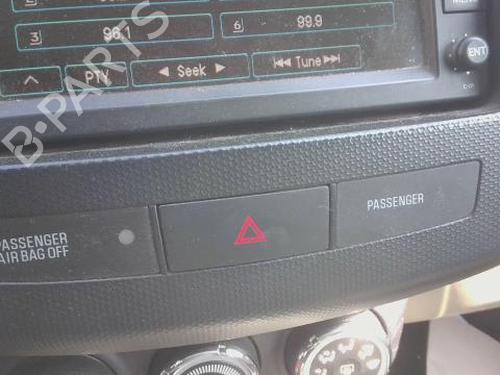 3 96.1
6 99.9
PTY
Seek
Tune
ENT
PASSENGER
AIR BAG OFF
PASSENGER
B-PARTS